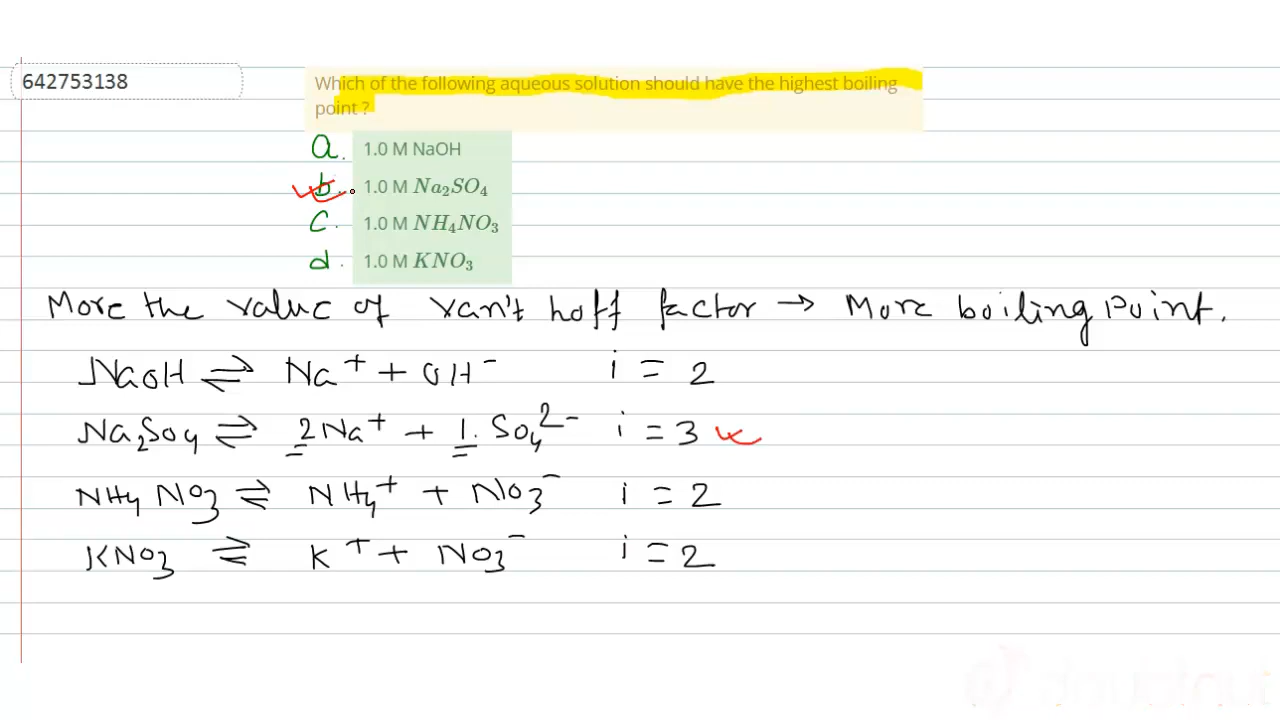 642753138
Which of the following aqueous solution should have the highest boiling
point ?
a. 1.0 M NaOH
b. 1.0 M Na₂SO₄
c. 1.0 M NH₄NO₃
d. 1.0 M KNO₃
More the value of van't hoff factor → More boiling Point.
NaOH ⇌ Na⁺ + OH⁻ i = 2
Na₂SO₄ ⇌ 2Na⁺ + 1. SO₄²⁻ i = 3
NH₄NO₃ ⇌ NH₄⁺ + NO₃⁻ i = 2
KNO₃ ⇌ K⁺ + NO₃⁻ i = 2